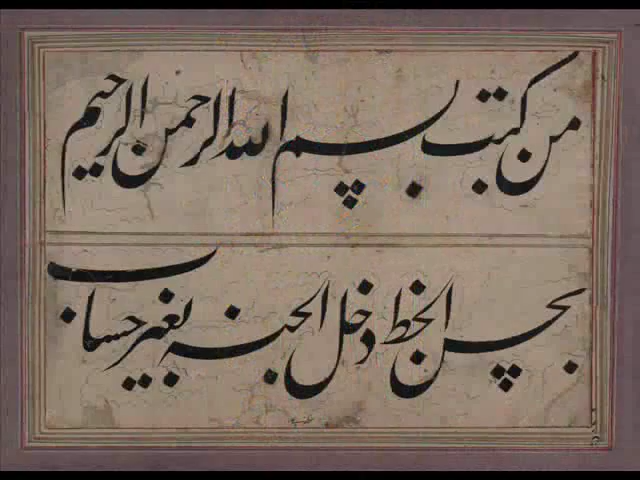 من كتب بسم الله الرحمن الرحيم
بحسن الخط دخل الجنة بغير حساب